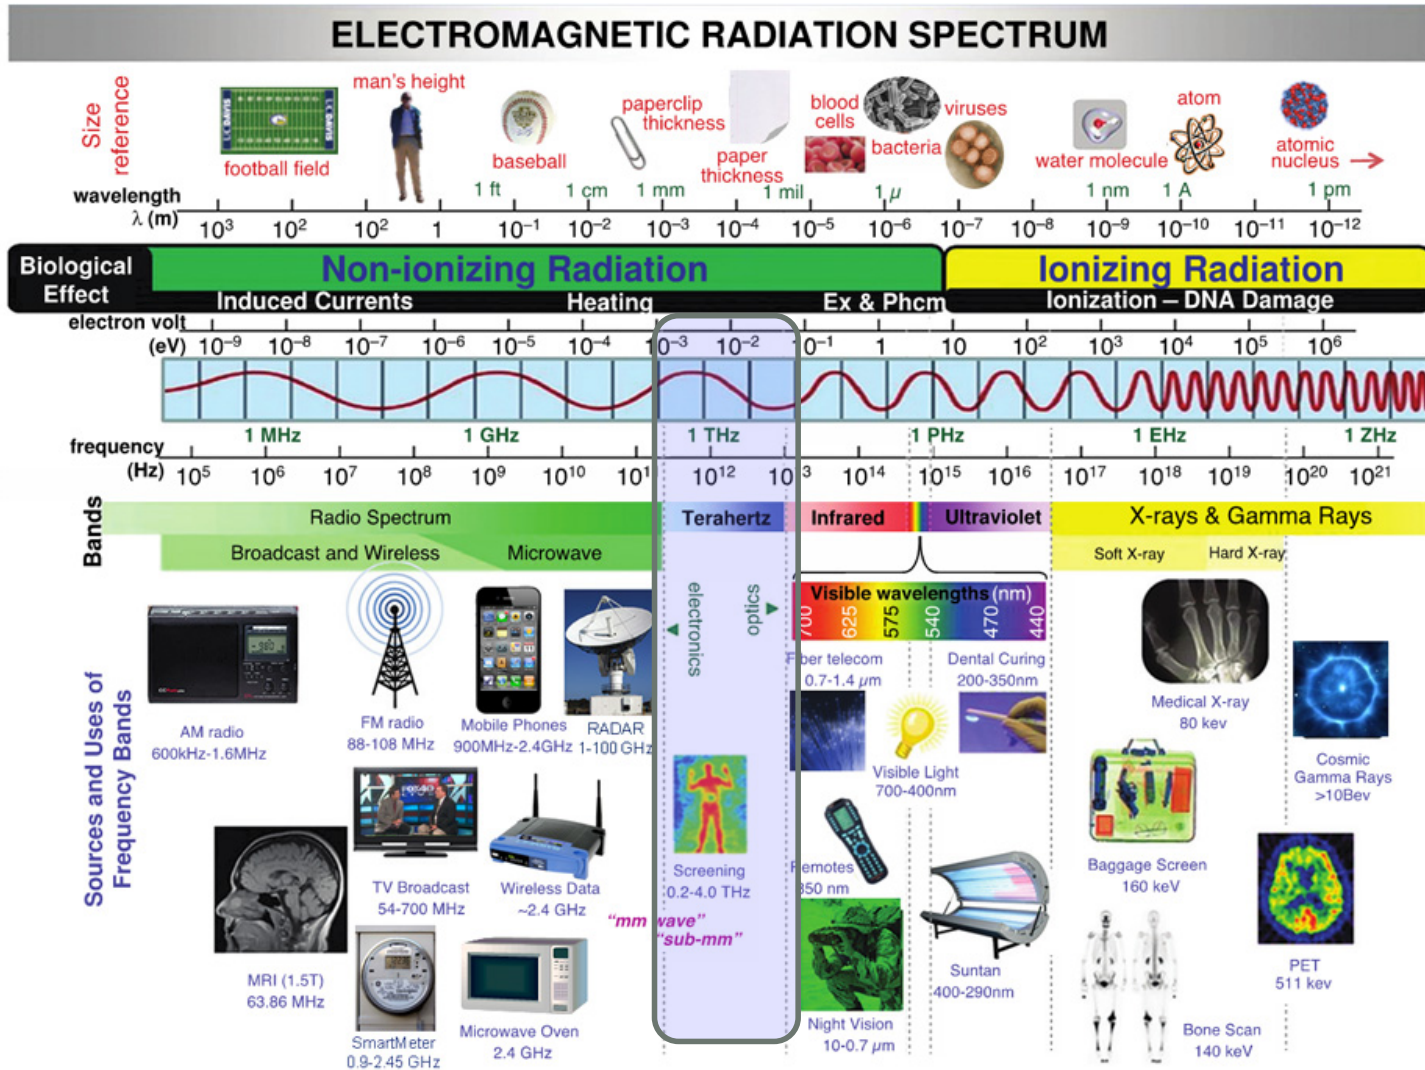 ELECTROMAGNETIC RADIATION SPECTRUM
Size
reference
football field
man's height
baseball
paperclip
thickness
paper
thickness
blood
cells
bacteria
viruses
water molecule
atom
atomic
nucleus
wavelength
λ (m)
1 ft
1 cm
1 mm
1 mil
1 µ
1 nm
1 A
1 pm
10³ 10² 10² 1 10⁻¹ 10⁻² 10⁻³ 10⁻⁴ 10⁻⁵ 10⁻⁶ 10⁻⁷ 10⁻⁸ 10⁻⁹ 10⁻¹⁰ 10⁻¹¹ 10⁻¹²
Biological
Effect
Non-ionizing Radiation
Ionizing Radiation
Induced Currents
Heating
Ex & Phcm
Ionization – DNA Damage
electron volt
(eV)
10⁻⁹ 10⁻⁸ 10⁻⁷ 10⁻⁶ 10⁻⁵ 10⁻⁴ 10⁻³ 10⁻² 10⁻¹ 1 10 10² 10³ 10⁴ 10⁵ 10⁶
frequency
(Hz)
1 MHz
1 GHz
1 THz
1 PHz
1 EHz
1 ZHz
10⁵ 10⁶ 10⁷ 10⁸ 10⁹ 10¹⁰ 10¹ 10¹² 3 10¹⁴ 10¹⁵ 10¹⁶ 10¹⁷ 10¹⁸ 10¹⁹ 10²⁰ 10²¹
Bands
Radio Spectrum
Terahertz
Infrared
Ultraviolet
X-rays & Gamma Rays
Broadcast and Wireless
Microwave
Soft X-ray
Hard X-ray
Sources and Uses of
Frequency Bands
electronics
optics
Visible wavelengths (nm)
700 625 575 540 470 440
AM radio
600kHz-1.6MHz
FM radio
88-108 MHz
Mobile Phones
900MHz-2.4GHz
RADAR
1-100 GHz
Fiber telecom
0.7-1.4 µm
Dental Curing
200-350nm
Visible Light
700-400nm
Medical X-ray
80 kev
Cosmic
Gamma Rays
>10Bev
TV Broadcast
54-700 MHz
Wireless Data
~2.4 GHz
Screening
0.2-4.0 THz
"mm wave"
"sub-mm"
Remotes
850 nm
Baggage Screen
160 keV
MRI (1.5T)
63.86 MHz
SmartMeter
0.9-2.45 GHz
Microwave Oven
2.4 GHz
Night Vision
10-0.7 µm
Suntan
400-290nm
PET
511 kev
Bone Scan
140 keV